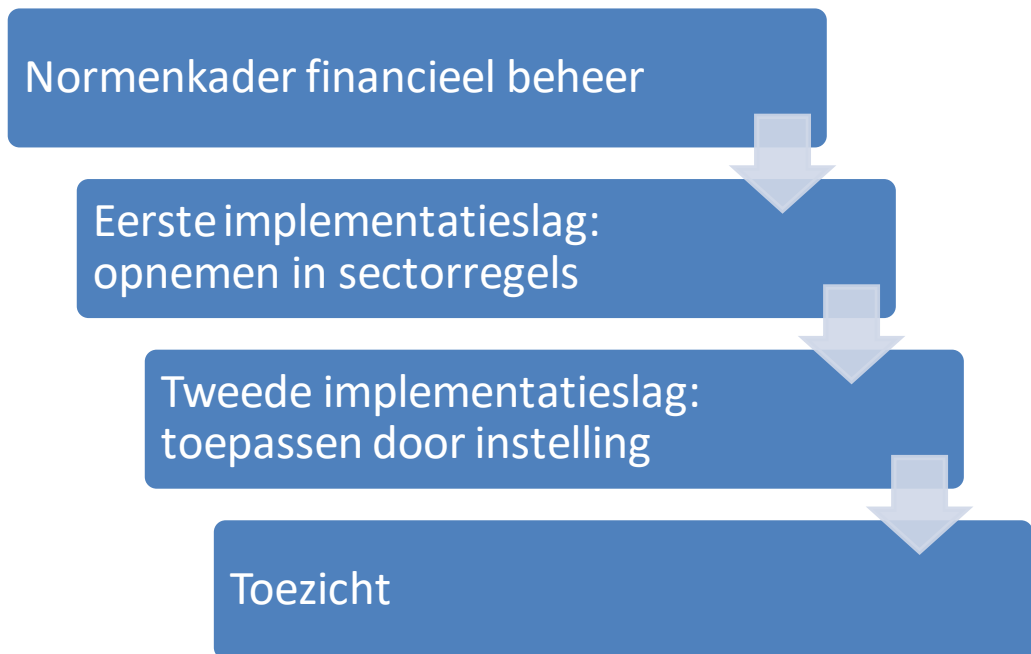 Normenkader financieel beheer
Eerste implementatieslag:
opnemen in sectorregels
Tweede implementatieslag:
toepassen door instelling
Toezicht